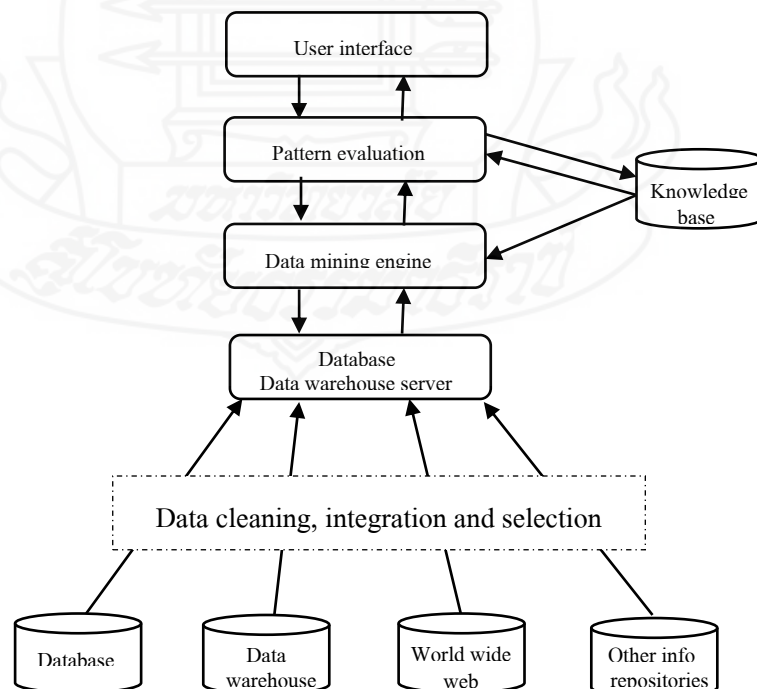 User interface
Pattern evaluation
Knowledge
base
Data mining engine
Database
Data warehouse server
Data cleaning, integration and selection
Database
Data
warehouse
World wide
web
Other info
repositories